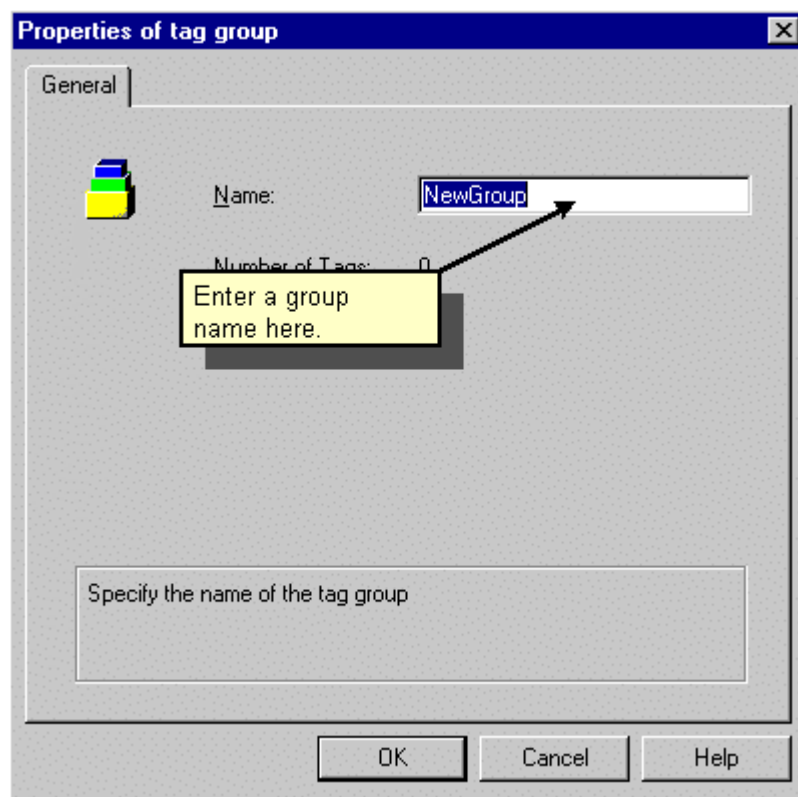 Properties of tag group
General
Name: NewGroup
Number of Tags: 0
Enter a group
name here.
Specify the name of the tag group
OK Cancel Help